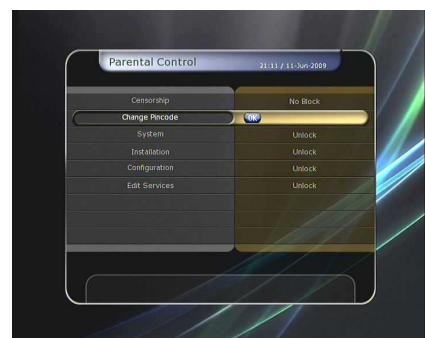 Parental Control 21:11 / 11-Jun-2009
Censorship No Block
Change Pincode OK
System Unlock
Installation Unlock
Configuration Unlock
Edit Services Unlock